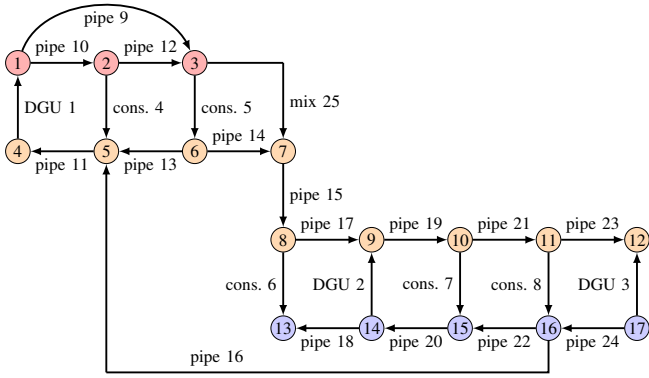 pipe 9
pipe 10 pipe 12
1 2 3
DGU 1 cons. 4 cons. 5 mix 25
pipe 14
4 5 6 7
pipe 11 pipe 13
pipe 15
pipe 17 pipe 19 pipe 21 pipe 23
8 9 10 11 12
cons. 6 DGU 2 cons. 7 cons. 8 DGU 3
13 14 15 16 17
pipe 18 pipe 20 pipe 22 pipe 24
pipe 16